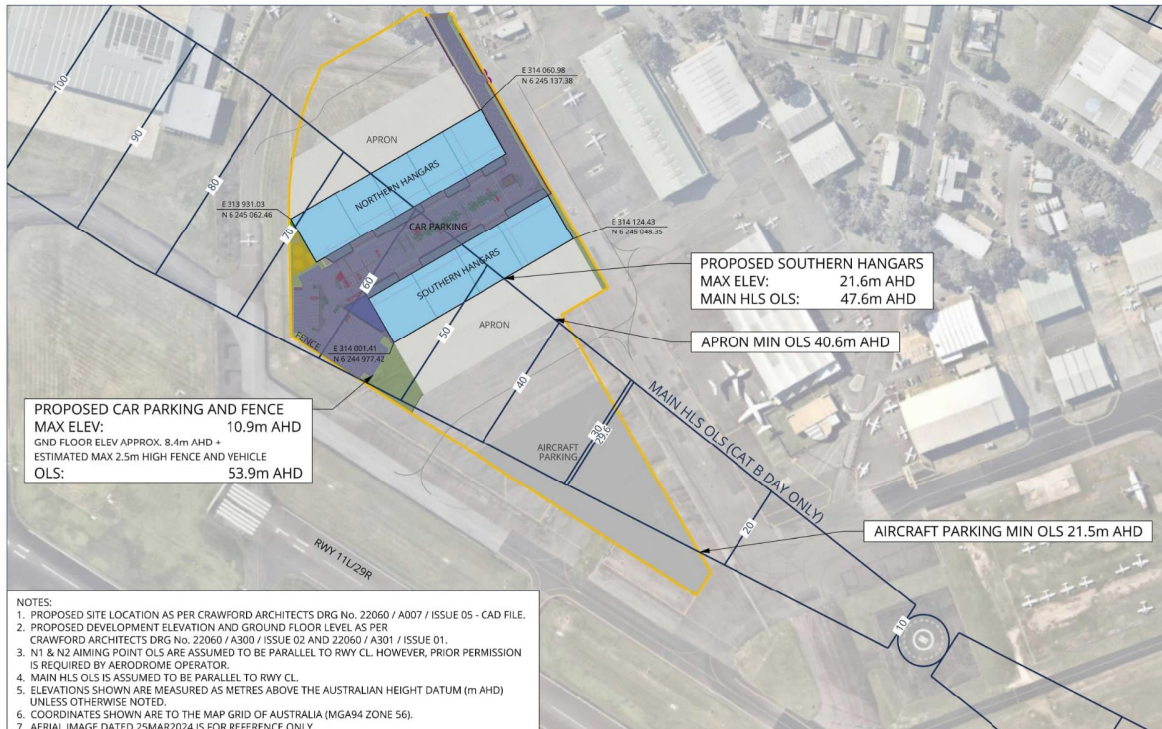 100
90
80
70
60
50
40
30
29.6
20
10
E 314 060.98
N 6 245 137.38
APRON
NORTHERN HANGARS
E 313 931.03
N 6 245 062.46
CAR PARKING
E 314 124.43
N 6 245 048.35
SOUTHERN HANGARS
PROPOSED SOUTHERN HANGARS
MAX ELEV: 21.6m AHD
MAIN HLS OLS: 47.6m AHD
APRON
APRON MIN OLS 40.6m AHD
FENCE
E 314 001.41
N 6 244 977.42
MAIN HLS OLS (CAT B DAY ONLY)
PROPOSED CAR PARKING AND FENCE
MAX ELEV: 10.9m AHD
GND FLOOR ELEV APPROX. 8.4m AHD +
ESTIMATED MAX 2.5m HIGH FENCE AND VEHICLE
OLS: 53.9m AHD
AIRCRAFT
PARKING
AIRCRAFT PARKING MIN OLS 21.5m AHD
RWY 11L/29R
H
NOTES:
1. PROPOSED SITE LOCATION AS PER CRAWFORD ARCHITECTS DRG No. 22060 / A007 / ISSUE 05 - CAD FILE.
2. PROPOSED DEVELOPMENT ELEVATION AND GROUND FLOOR LEVEL AS PER
CRAWFORD ARCHITECTS DRG No. 22060 / A300 / ISSUE 02 AND 22060 / A301 / ISSUE 01.
3. N1 & N2 AIMING POINT OLS ARE ASSUMED TO BE PARALLEL TO RWY CL. HOWEVER, PRIOR PERMISSION
IS REQUIRED BY AERODROME OPERATOR.
4. MAIN HLS OLS IS ASSUMED TO BE PARALLEL TO RWY CL.
5. ELEVATIONS SHOWN ARE MEASURED AS METRES ABOVE THE AUSTRALIAN HEIGHT DATUM (m AHD)
UNLESS OTHERWISE NOTED.
6. COORDINATES SHOWN ARE TO THE MAP GRID OF AUSTRALIA (MGA94 ZONE 56).
7. AERIAL IMAGE DATED 25MAR2024 IS FOR REFERENCE ONLY.